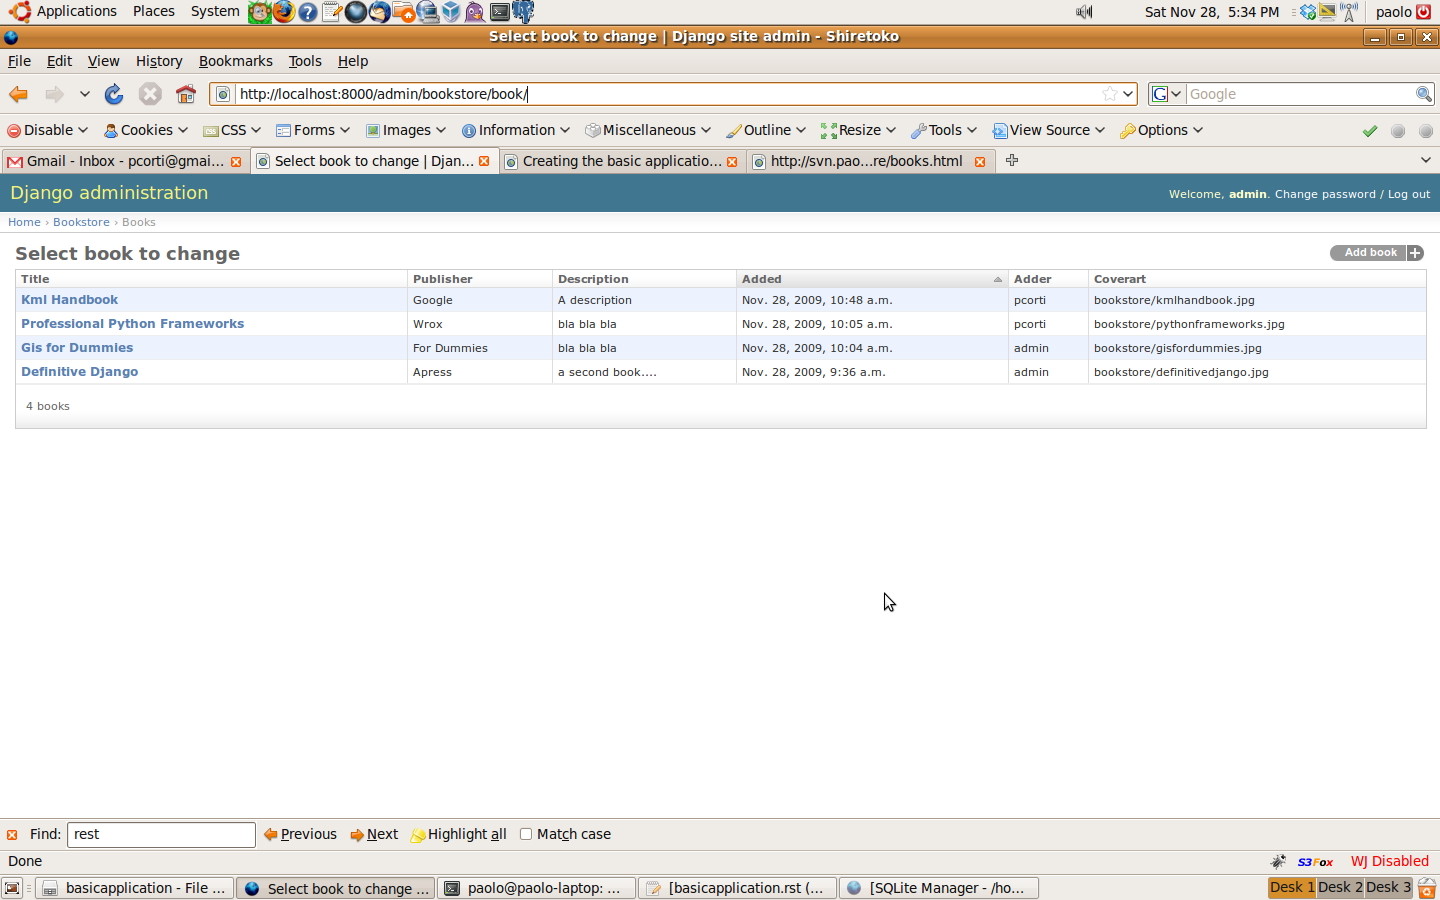 Applications Places System Sat Nov 28, 5:34 PM paolo
Select book to change | Django site admin - Shiretoko
File Edit View History Bookmarks Tools Help
http://localhost:8000/admin/bookstore/book/ G Google
Disable Cookies CSS Forms Images Information Miscellaneous Outline Resize Tools View Source Options
Gmail - Inbox - pcorti@gmai... Select book to change | Djan... Creating the basic applicatio... http://svn.pao...re/books.html
Django administration Welcome, admin. Change password / Log out
Home › Bookstore › Books
Select book to change Add book
Title Publisher Description Added Adder Coverart
Kml Handbook Google A description Nov. 28, 2009, 10:48 a.m. pcorti bookstore/kmlhandbook.jpg
Professional Python Frameworks Wrox bla bla bla Nov. 28, 2009, 10:05 a.m. pcorti bookstore/pythonframeworks.jpg
Gis for Dummies For Dummies bla bla bla Nov. 28, 2009, 10:04 a.m. admin bookstore/gisfordummies.jpg
Definitive Django Apress a second book.... Nov. 28, 2009, 9:36 a.m. admin bookstore/definitivedjango.jpg
4 books
Find: rest Previous Next Highlight all Match case
Done S3Fox WJ Disabled
basicapplication - File ... Select book to change ... paolo@paolo-laptop: ... [basicapplication.rst (... [SQLite Manager - /ho... Desk 1 Desk 2 Desk 3